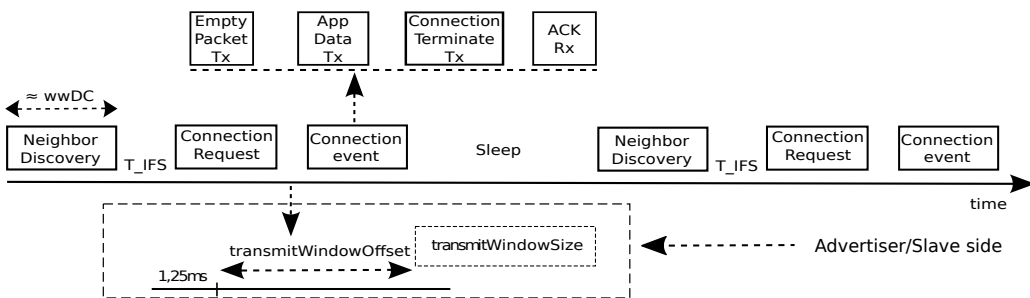 Empty
Packet
Tx
App
Data
Tx
Connection
Terminate
Tx
ACK
Rx
≈ wwDC
Neighbor
Discovery
T_IFS
Connection
Request
Connection
event
Sleep
Neighbor
Discovery
T_IFS
Connection
Request
Connection
event
time
transmitWindowOffset
transmitWindowSize
Advertiser/Slave side
1,25ms